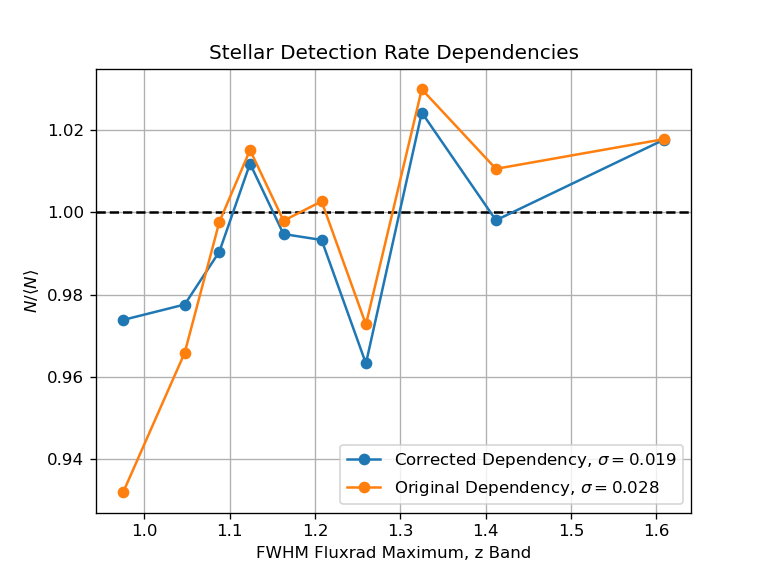 Stellar Detection Rate Dependencies
1.02
1.00
0.98
0.96
0.94
N/⟨N⟩
1.0 1.1 1.2 1.3 1.4 1.5 1.6
FWHM Fluxrad Maximum, z Band
Corrected Dependency, σ = 0.019
Original Dependency, σ = 0.028